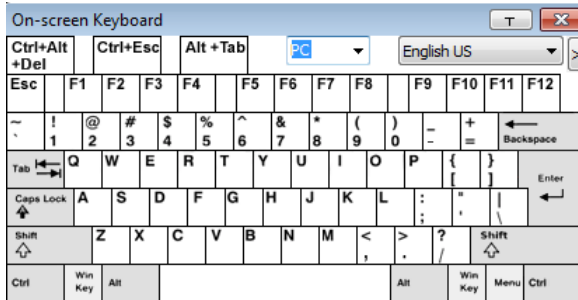 On-screen Keyboard T X
Ctrl+Alt +Del Ctrl+Esc Alt +Tab PC English US >
Esc F1 F2 F3 F4 F5 F6 F7 F8 F9 F10 F11 F12
~ ! @ # $ % ^ & * ( ) _ +
` 1 2 3 4 5 6 7 8 9 0 - = Backspace
Tab Q W E R T Y U I O P { }
[ ] Enter
Caps Lock A S D F G H J K L : " |
; ' \
Shift Z X C V B N M < > ? Shift
, . /
Ctrl Win Key Alt Alt Win Key Menu Ctrl